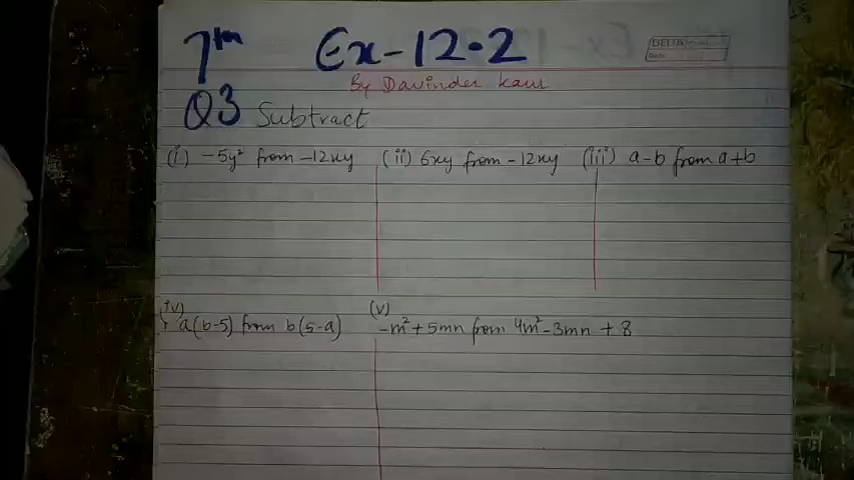 7th Ex-12.2
DELTA
By Davinder kaur
Q3 Subtract
(i) -5y² from -12xy (ii) 6xy from -12xy (iii) a-b from a+b
(iv) a(b-5) from b(5-a) (v) -m²+5mn from 4m²-3mn+8